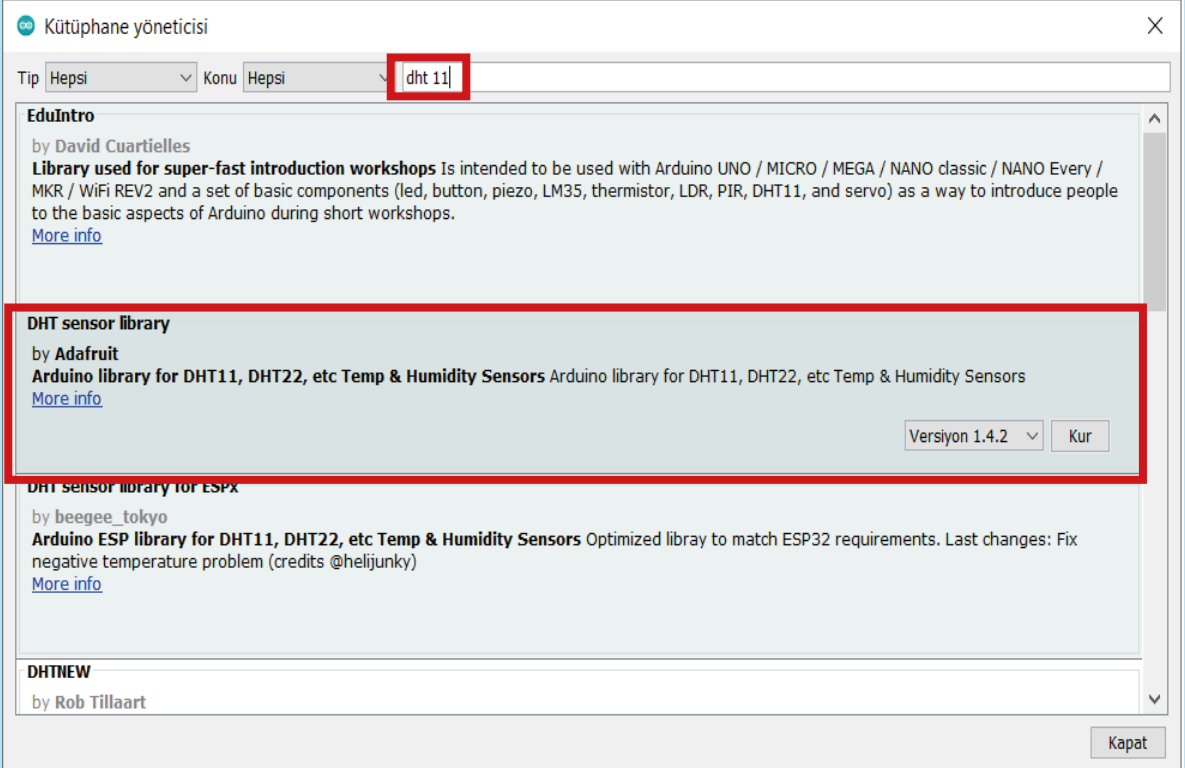 Kütüphane yöneticisi
Tip Hepsi Konu Hepsi dht 11
EduIntro
by David Cuartielles
Library used for super-fast introduction workshops Is intended to be used with Arduino UNO / MICRO / MEGA / NANO classic / NANO Every /
MKR / WiFi REV2 and a set of basic components (led, button, piezo, LM35, thermistor, LDR, PIR, DHT11, and servo) as a way to introduce people
to the basic aspects of Arduino during short workshops.
More info
DHT sensor library
by Adafruit
Arduino library for DHT11, DHT22, etc Temp & Humidity Sensors Arduino library for DHT11, DHT22, etc Temp & Humidity Sensors
More info
Versiyon 1.4.2 Kur
DHT sensor library for ESPx
by beegee_tokyo
Arduino ESP library for DHT11, DHT22, etc Temp & Humidity Sensors Optimized libray to match ESP32 requirements. Last changes: Fix
negative temperature problem (credits @helijunky)
More info
DHTNEW
by Rob Tillaart
Kapat